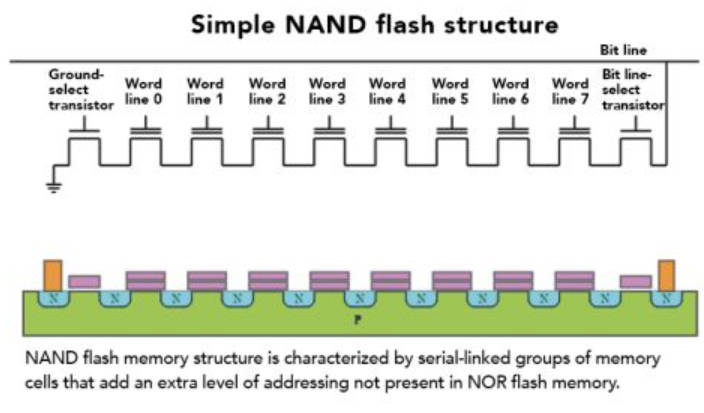 Simple NAND flash structure
Bit line
Ground-
select
transistor
Word
line 0
Word
line 1
Word
line 2
Word
line 3
Word
line 4
Word
line 5
Word
line 6
Word
line 7
Bit line-
select
transistor
N N N N N N N N N N N
P
NAND flash memory structure is characterized by serial-linked groups of memory
cells that add an extra level of addressing not present in NOR flash memory.